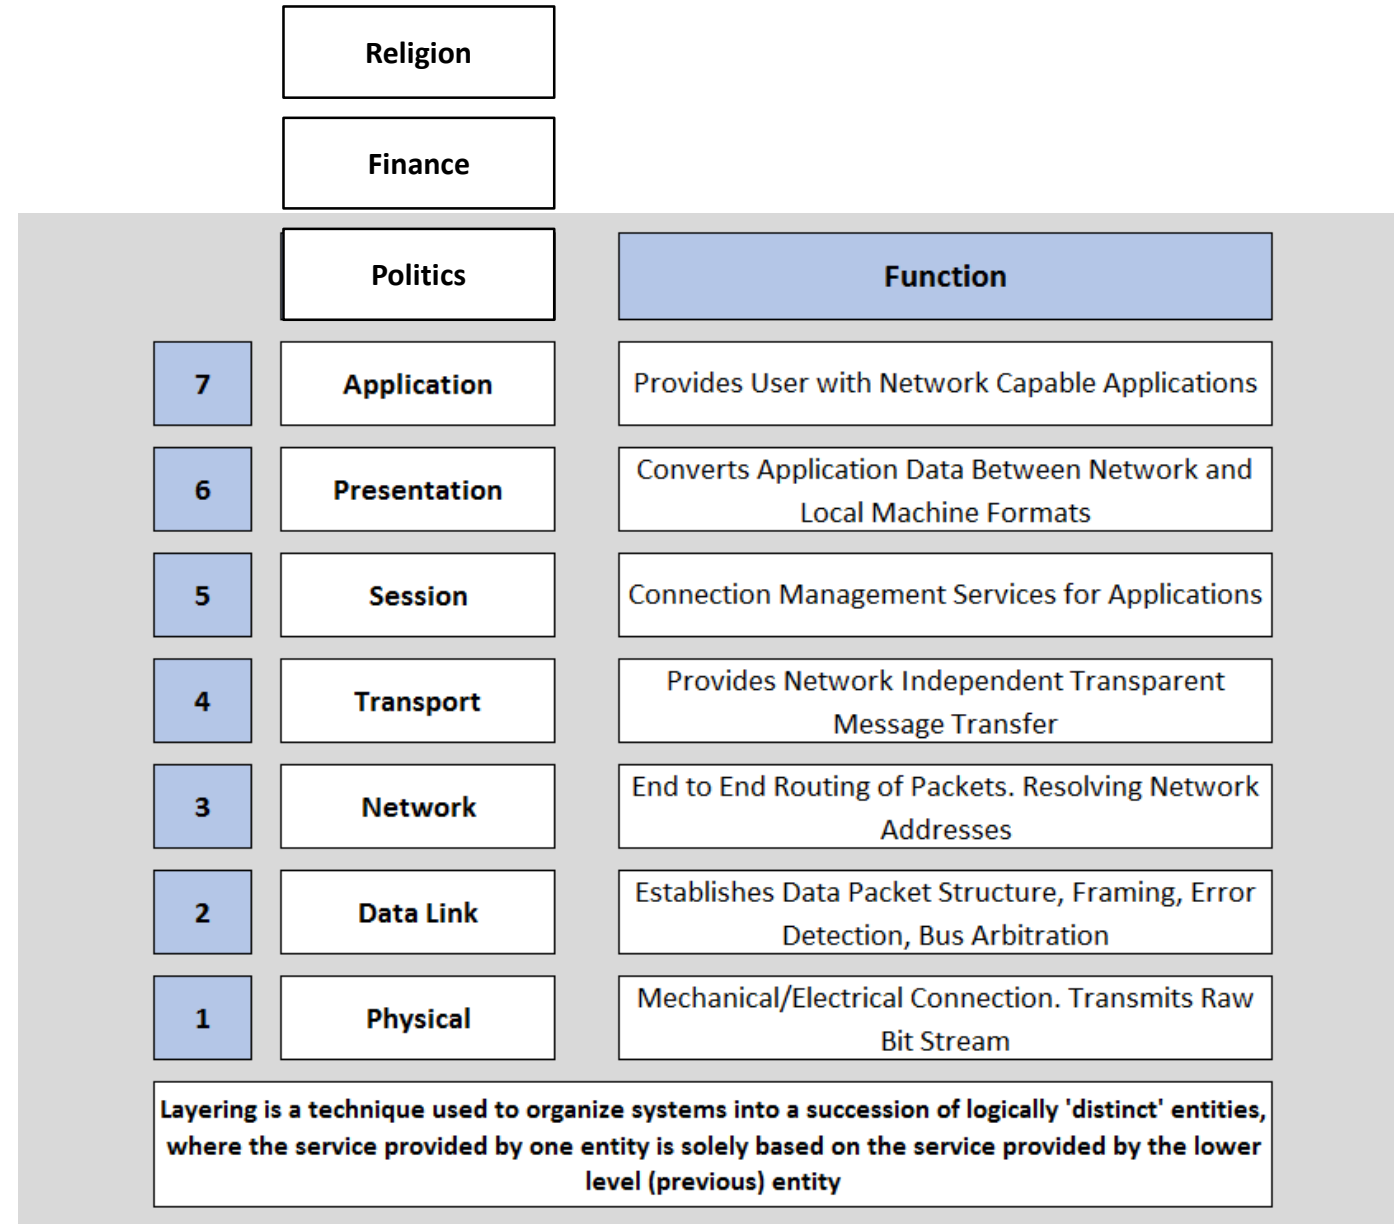 Religion
Finance
Politics
Function
7
Application
Provides User with Network Capable Applications
6
Presentation
Converts Application Data Between Network and
Local Machine Formats
5
Session
Connection Management Services for Applications
4
Transport
Provides Network Independent Transparent
Message Transfer
3
Network
End to End Routing of Packets. Resolving Network
Addresses
2
Data Link
Establishes Data Packet Structure, Framing, Error
Detection, Bus Arbitration
1
Physical
Mechanical/Electrical Connection. Transmits Raw
Bit Stream
Layering is a technique used to organize systems into a succession of logically 'distinct' entities,
where the service provided by one entity is solely based on the service provided by the lower
level (previous) entity